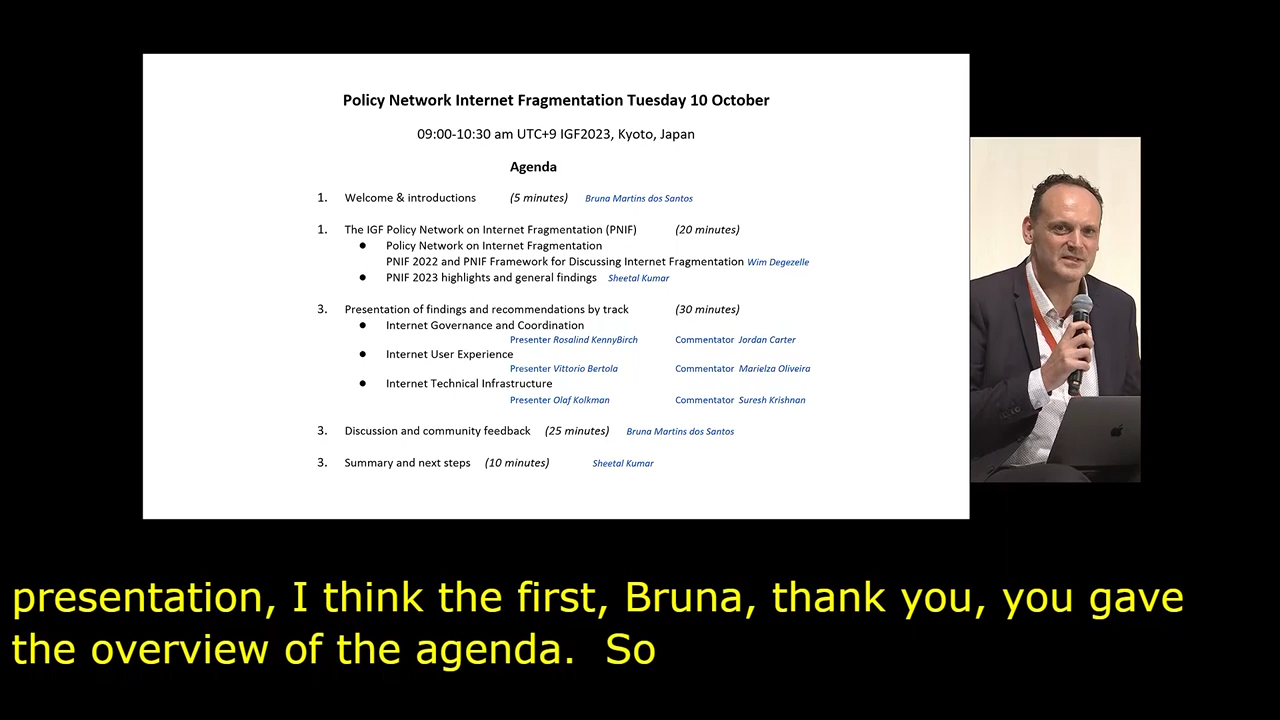 Policy Network Internet Fragmentation Tuesday 10 October
09:00-10:30 am UTC+9 IGF2023, Kyoto, Japan
Agenda
1. Welcome & introductions (5 minutes) Bruna Martins dos Santos
1. The IGF Policy Network on Internet Fragmentation (PNIF) (20 minutes)
● Policy Network on Internet Fragmentation
PNIF 2022 and PNIF Framework for Discussing Internet Fragmentation Wim Degezelle
● PNIF 2023 highlights and general findings Sheetal Kumar
3. Presentation of findings and recommendations by track (30 minutes)
● Internet Governance and Coordination
Presenter Rosalind KennyBirch Commentator Jordan Carter
● Internet User Experience
Presenter Vittorio Bertola Commentator Marielza Oliveira
● Internet Technical Infrastructure
Presenter Olaf Kolkman Commentator Suresh Krishnan
3. Discussion and community feedback (25 minutes) Bruna Martins dos Santos
3. Summary and next steps (10 minutes) Sheetal Kumar
presentation, I think the first, Bruna, thank you, you gave
the overview of the agenda. So